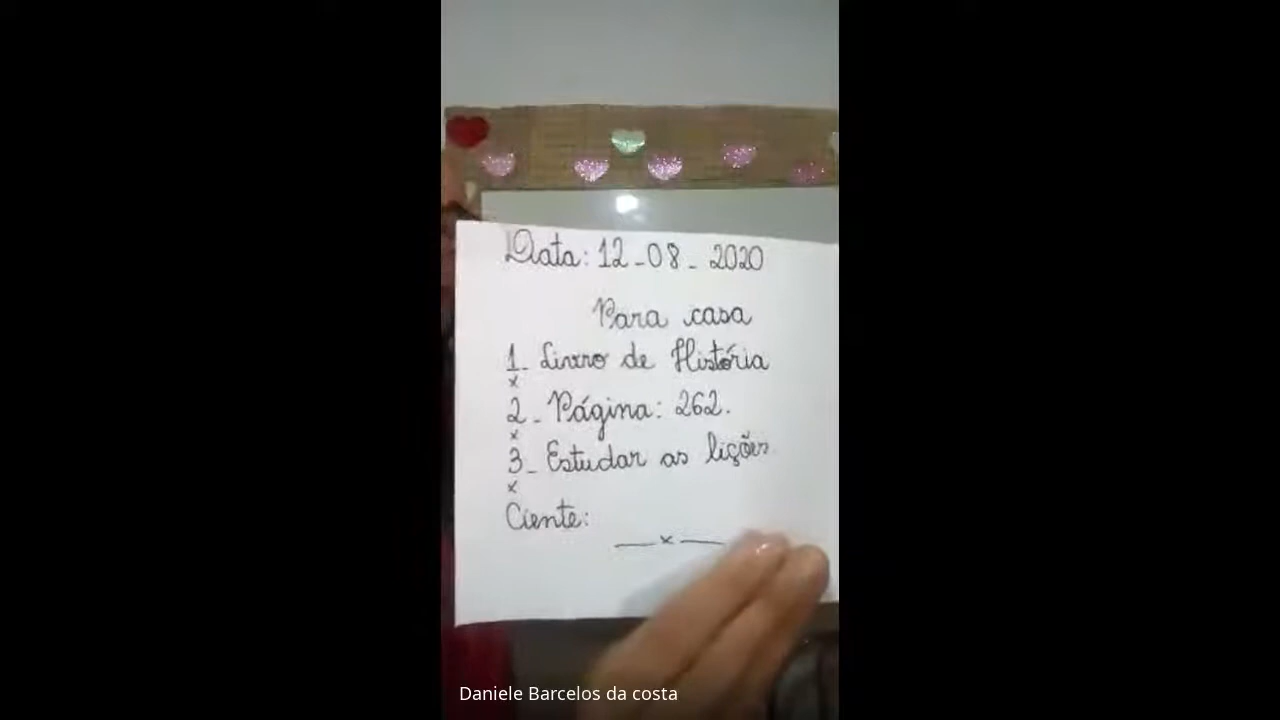 Data: 12-08-2020
Para casa
1- Livro de História
x
2- Página: 262.
x
3- Estudar as lições
x
Ciente:
—x—
Daniele Barcelos da costa